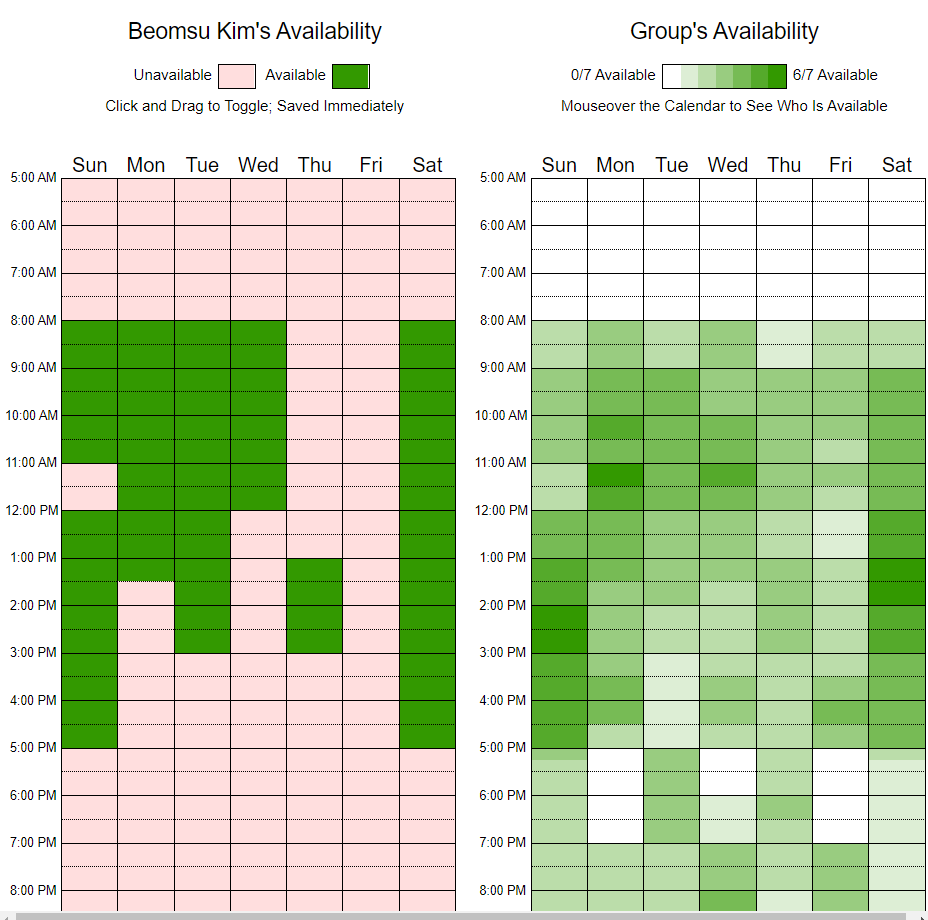 Beomsu Kim's Availability
Unavailable Available
Click and Drag to Toggle; Saved Immediately
Sun Mon Tue Wed Thu Fri Sat
5:00 AM
6:00 AM
7:00 AM
8:00 AM
9:00 AM
10:00 AM
11:00 AM
12:00 PM
1:00 PM
2:00 PM
3:00 PM
4:00 PM
5:00 PM
6:00 PM
7:00 PM
8:00 PM
Group's Availability
0/7 Available 6/7 Available
Mouseover the Calendar to See Who Is Available
Sun Mon Tue Wed Thu Fri Sat
5:00 AM
6:00 AM
7:00 AM
8:00 AM
9:00 AM
10:00 AM
11:00 AM
12:00 PM
1:00 PM
2:00 PM
3:00 PM
4:00 PM
5:00 PM
6:00 PM
7:00 PM
8:00 PM